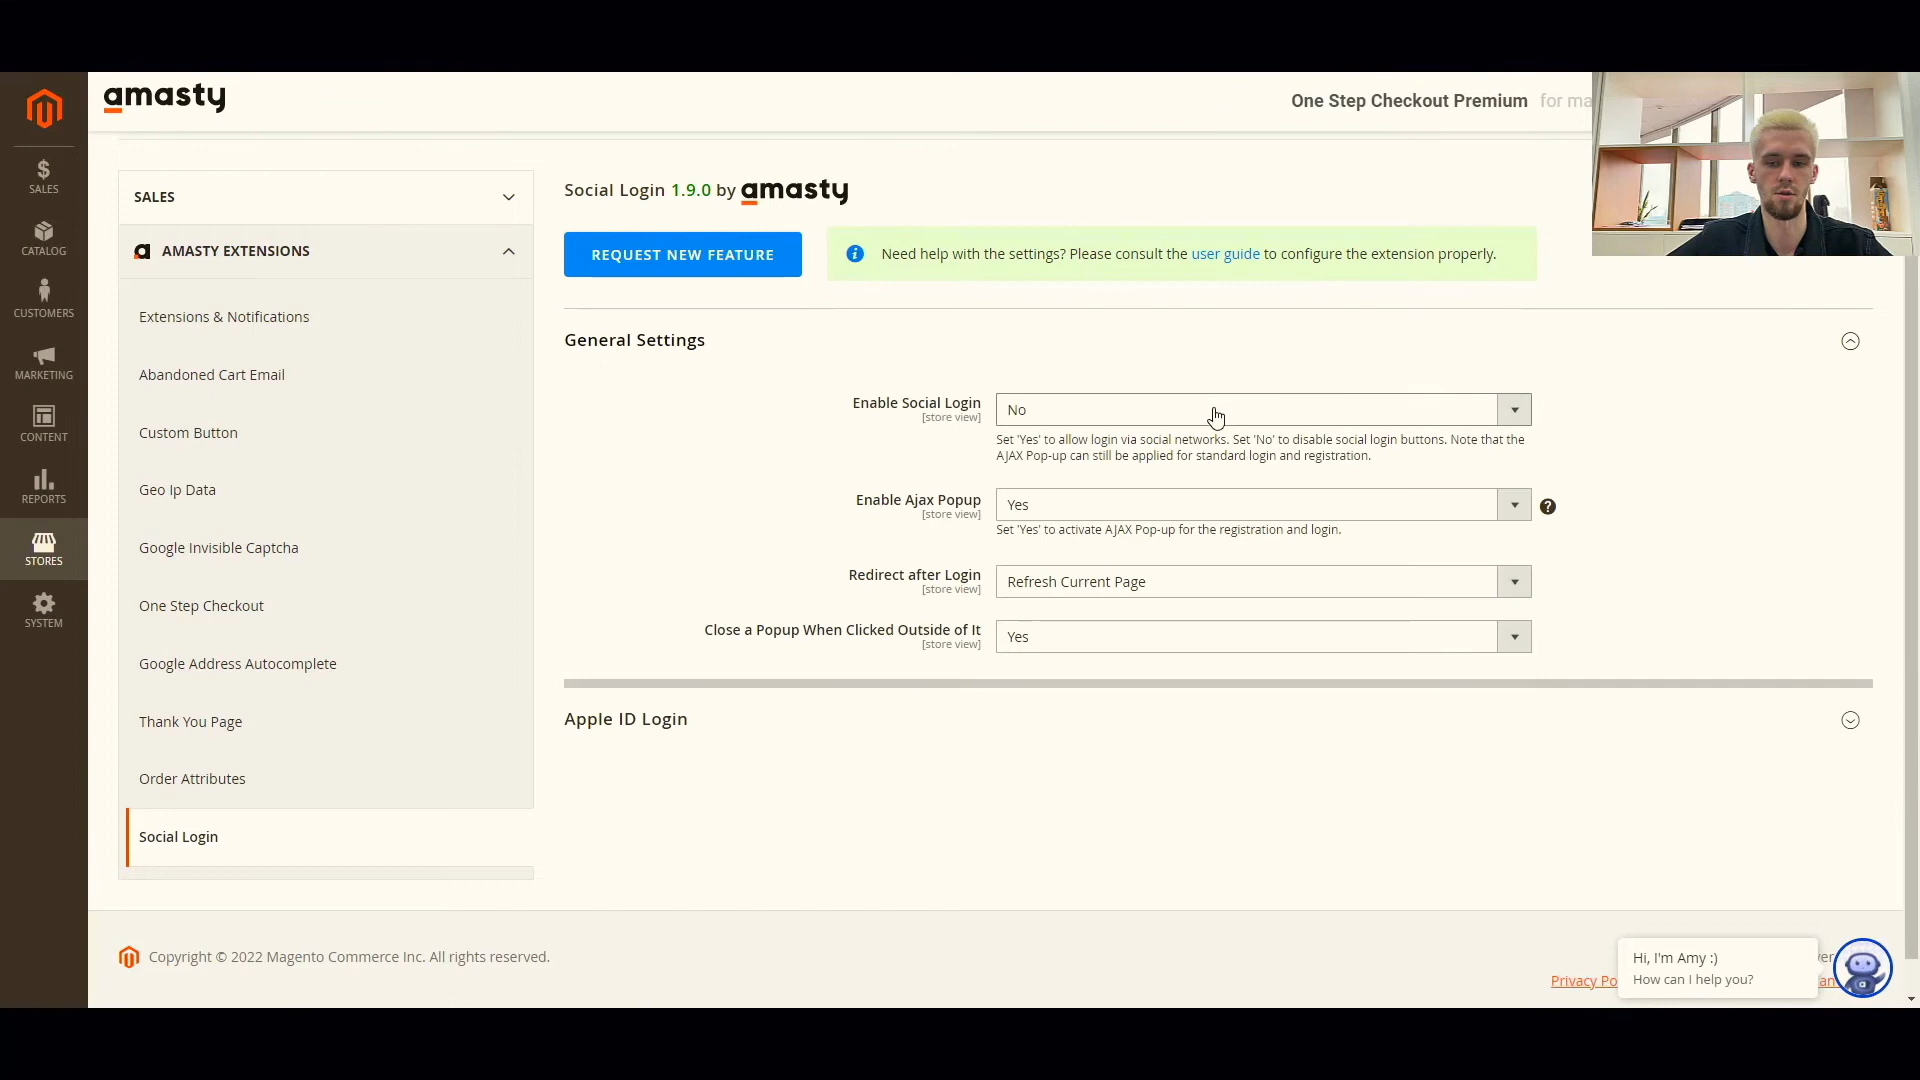 amasty
One Step Checkout Premium for ma
SALES
CATALOG
CUSTOMERS
MARKETING
CONTENT
REPORTS
STORES
SYSTEM
SALES
AMASTY EXTENSIONS
Extensions & Notifications
Abandoned Cart Email
Custom Button
Geo Ip Data
Google Invisible Captcha
One Step Checkout
Google Address Autocomplete
Thank You Page
Order Attributes
Social Login
Social Login 1.9.0 by amasty
REQUEST NEW FEATURE
Need help with the settings? Please consult the user guide to configure the extension properly.
General Settings
Enable Social Login
[store view]
No
Set 'Yes' to allow login via social networks. Set 'No' to disable social login buttons. Note that the
AJAX Pop-up can still be applied for standard login and registration.
Enable Ajax Popup
[store view]
Yes
Set 'Yes' to activate AJAX Pop-up for the registration and login.
Redirect after Login
[store view]
Refresh Current Page
Close a Popup When Clicked Outside of It
[store view]
Yes
Apple ID Login
Copyright © 2022 Magento Commerce Inc. All rights reserved.
Privacy Po
Hi, I'm Amy :)
How can I help you?